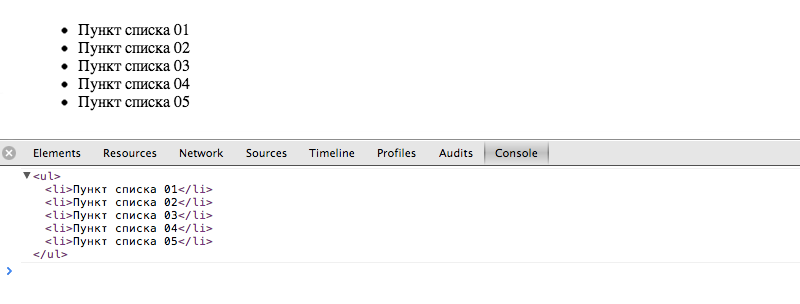 Пункт списка 01
Пункт списка 02
Пункт списка 03
Пункт списка 04
Пункт списка 05
Elements Resources Network Sources Timeline Profiles Audits Console
<ul>
<li>Пункт списка 01</li>
<li>Пункт списка 02</li>
<li>Пункт списка 03</li>
<li>Пункт списка 04</li>
<li>Пункт списка 05</li>
</ul>